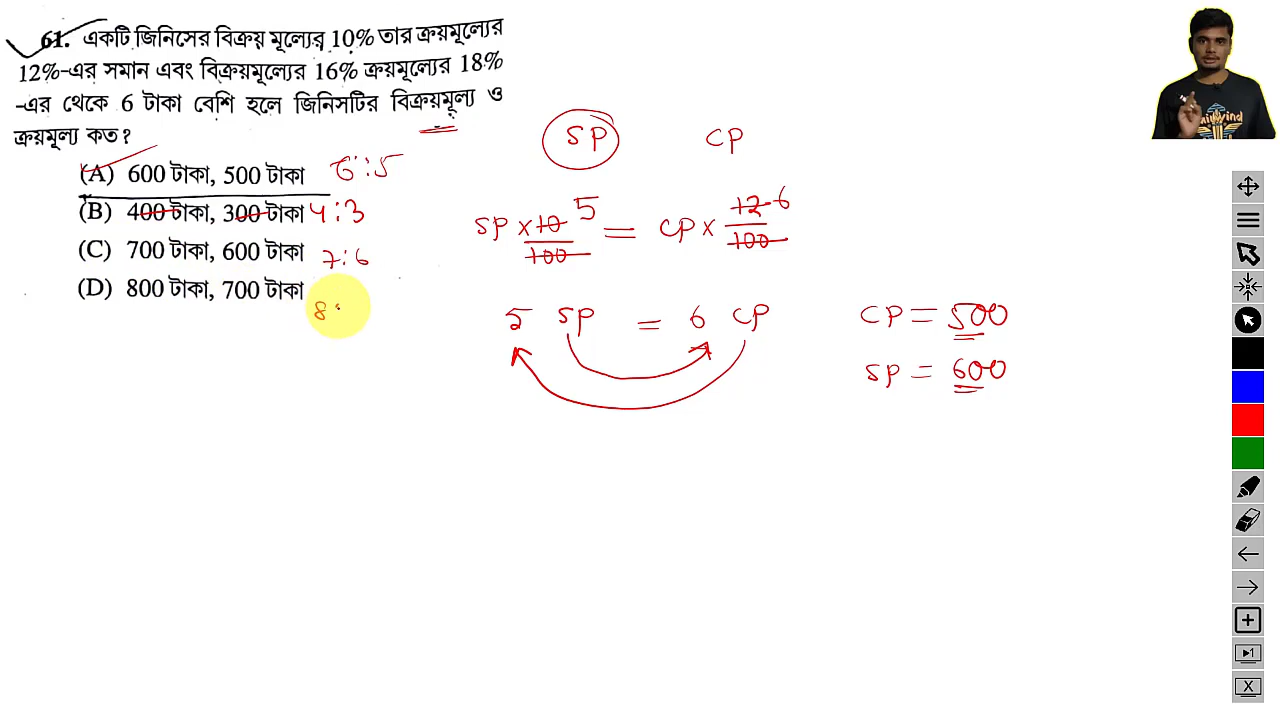 61. একটি জিনিসের বিক্রয় মূল্যের 10% তার ক্রয়মূল্যের
12%-এর সমান এবং বিক্রয়মূল্যের 16% ক্রয়মূল্যের 18%
-এর থেকে 6 টাকা বেশি হলে জিনিসটির বিক্রয়মূল্য ও
ক্রয়মূল্য কত?
(A) 600 টাকা, 500 টাকা 6:5
(B) 400 টাকা, 300 টাকা 4:3
(C) 700 টাকা, 600 টাকা 7:6
(D) 800 টাকা, 700 টাকা 8:
SP CP
SP × 10/100 5 = CP × 12/100 6
5 SP = 6 CP
CP = 500
SP = 600